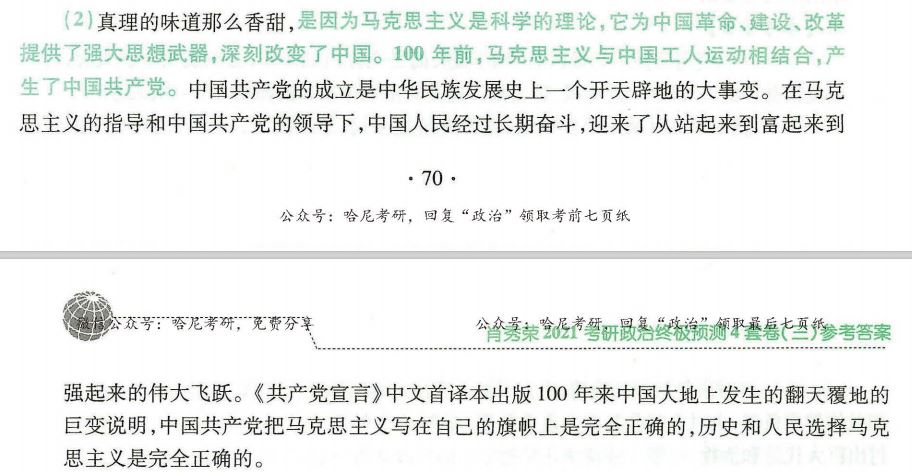 (2)真理的味道那么香甜,是因为马克思主义是科学的理论,它为中国革命、建设、改革
提供了强大思想武器,深刻改变了中国。100 年前,马克思主义与中国工人运动相结合,产
生了中国共产党。中国共产党的成立是中华民族发展史上一个开天辟地的大事变。在马克
思主义的指导和中国共产党的领导下,中国人民经过长期奋斗,迎来了从站起来到富起来到
· 70 ·
公众号：哈尼考研，回复“政治”领取考前七页纸
微信公众号：哈尼考研，免费分享
公众号：哈尼考研，回复“政治”领取最后七页纸
肖秀荣 2021 考研政治终极预测 4 套卷(三)参考答案
强起来的伟大飞跃。《共产党宣言》中文首译本出版 100 年来中国大地上发生的翻天覆地的
巨变说明,中国共产党把马克思主义写在自己的旗帜上是完全正确的,历史和人民选择马克
思主义是完全正确的。